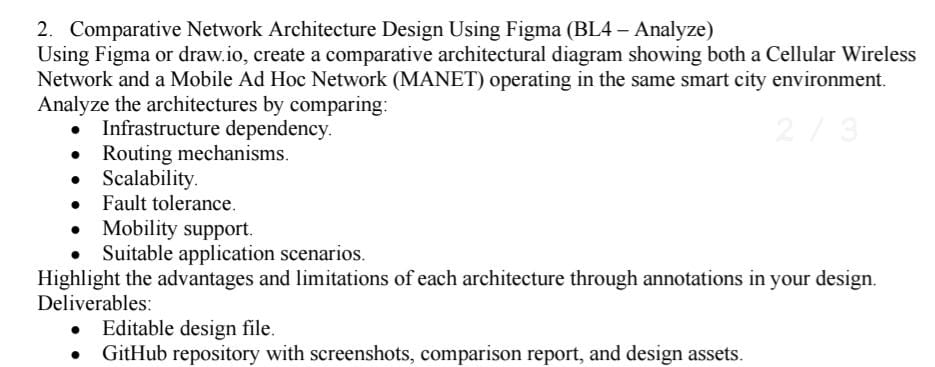 2. Comparative Network Architecture Design Using Figma (BL4 – Analyze)
Using Figma or draw.io, create a comparative architectural diagram showing both a Cellular Wireless
Network and a Mobile Ad Hoc Network (MANET) operating in the same smart city environment.
Analyze the architectures by comparing:
• Infrastructure dependency.
2 / 3
• Routing mechanisms.
• Scalability.
• Fault tolerance.
• Mobility support.
• Suitable application scenarios.
Highlight the advantages and limitations of each architecture through annotations in your design.
Deliverables:
• Editable design file.
• GitHub repository with screenshots, comparison report, and design assets.